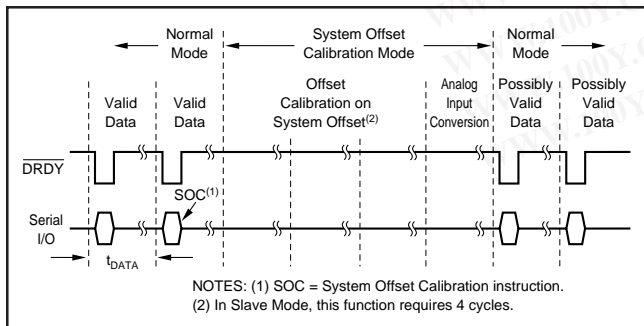 Normal Mode
System Offset Calibration Mode
Normal Mode
Valid Data
Valid Data
Offset Calibration on System Offset(2)
Analog Input Conversion
Possibly Valid Data
Possibly Valid Data
DRDY
SOC(1)
Serial I/O
tDATA
NOTES: (1) SOC = System Offset Calibration instruction.
(2) In Slave Mode, this function requires 4 cycles.